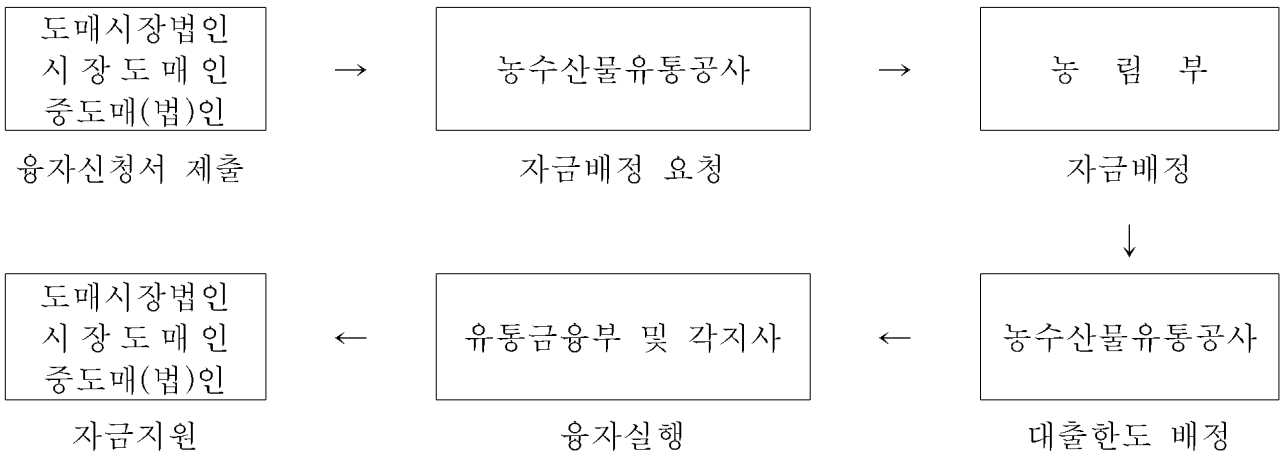 도매시장법인
시 장 도 매 인
중도매(법)인
→
농수산물유통공사
→
농 림 부
융자신청서 제출
자금배정 요청
자금배정
↓
도매시장법인
시 장 도 매 인
중도매(법)인
←
유통금융부 및 각지사
←
농수산물유통공사
자금지원
융자실행
대출한도 배정